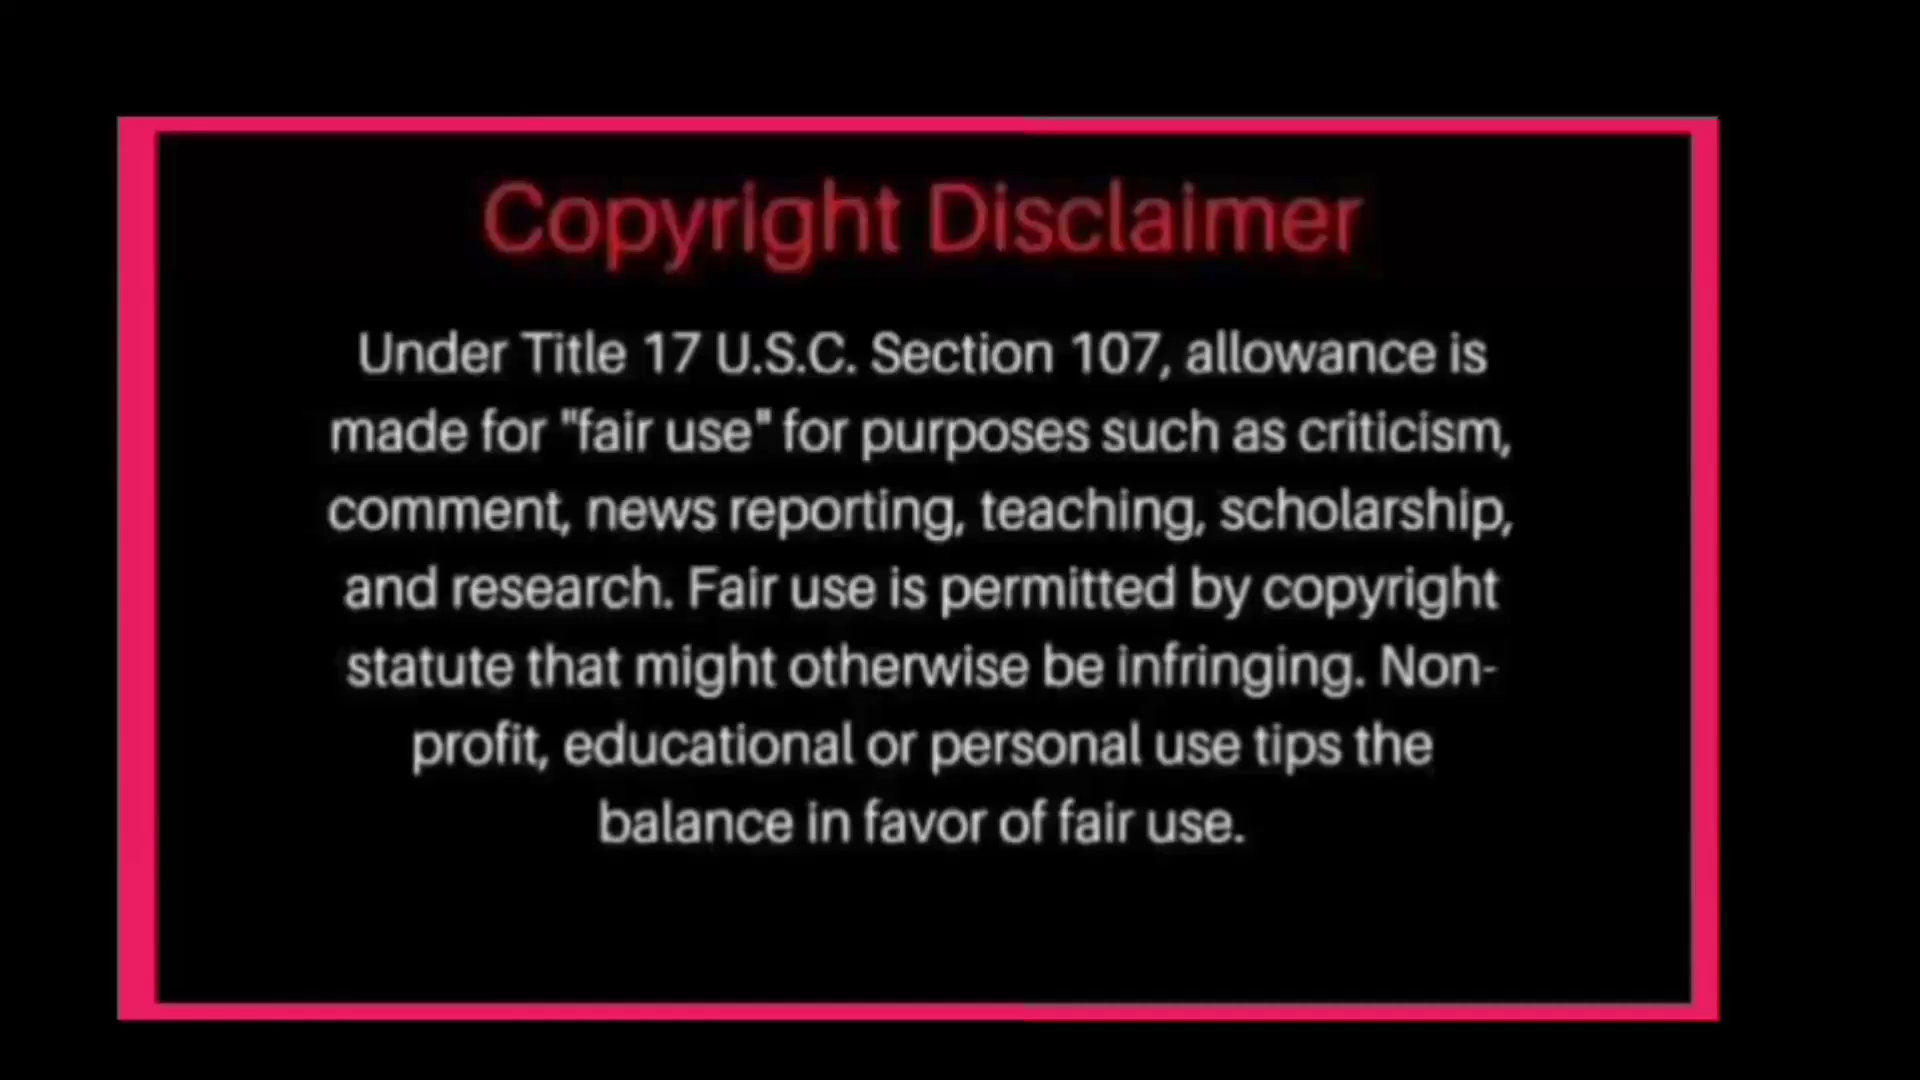 Copyright Disclaimer
Under Title 17 U.S.C. Section 107, allowance is
made for "fair use" for purposes such as criticism,
comment, news reporting, teaching, scholarship,
and research. Fair use is permitted by copyright
statute that might otherwise be infringing. Non-
profit, educational or personal use tips the
balance in favor of fair use.